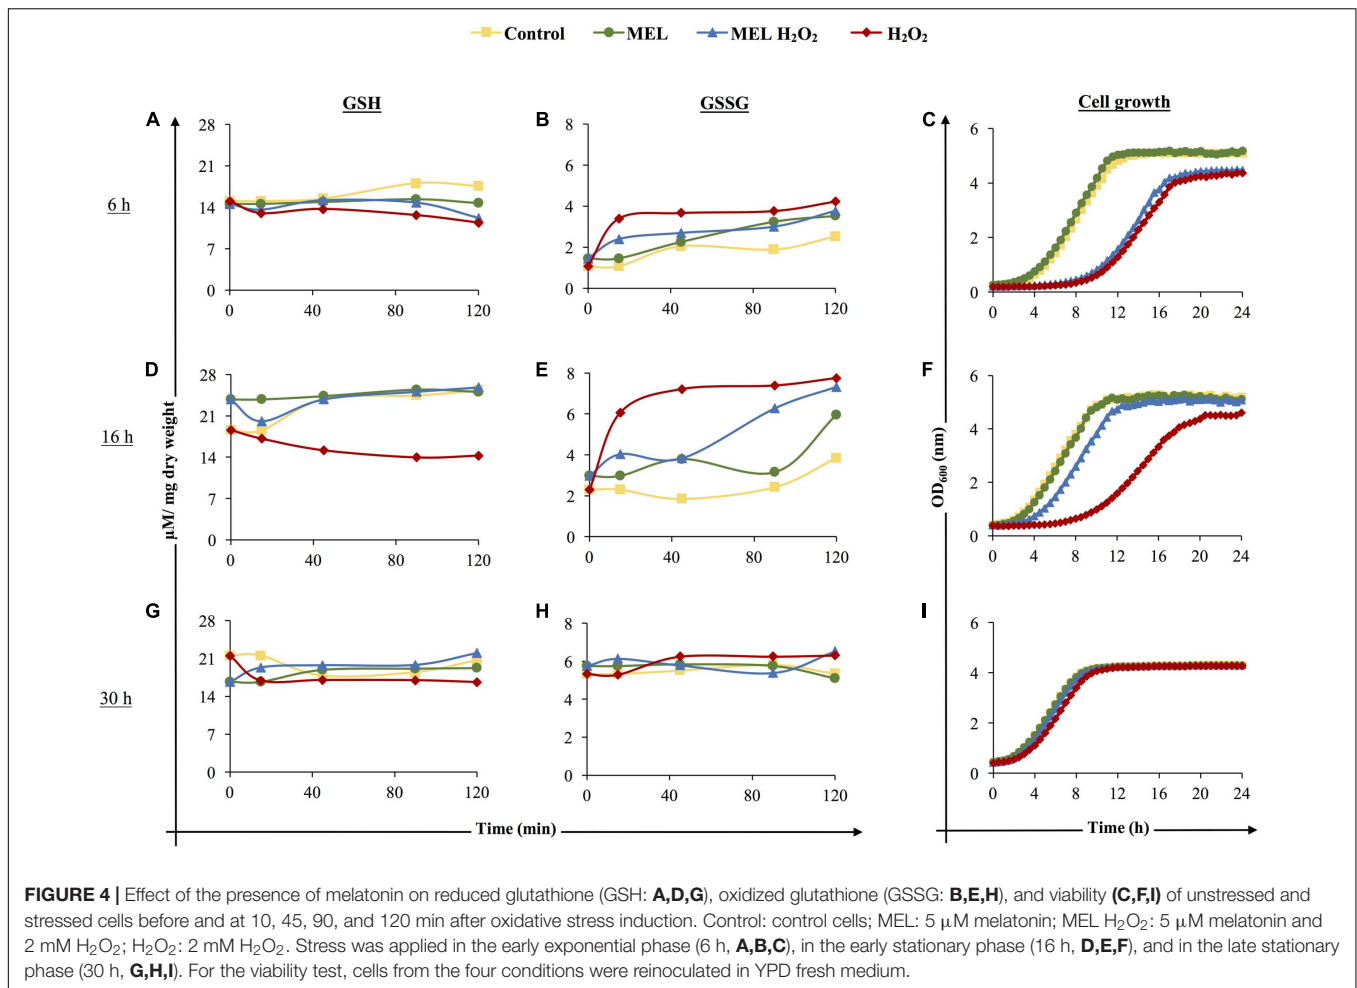 Control MEL MEL H₂O₂ H₂O₂
GSH GSSG Cell growth
A B C
28 8 6
21 6
14 4 4
7 2 2
0 0 0
6 h
0 40 80 120 0 40 80 120 0 4 8 12 16 20 24
D E F
28 8 6
21 6
14 4 4
7 2 2
0 0 0
16 h
0 40 80 120 0 40 80 120 0 4 8 12 16 20 24
µM/ mg dry weight
OD₆₀₀ (nm)
G H I
28 8 6
21 6
14 4 4
7 2 2
0 0 0
30 h
0 40 80 120 0 40 80 120 0 4 8 12 16 20 24
Time (min) Time (h)
FIGURE 4 | Effect of the presence of melatonin on reduced glutathione (GSH: A,D,G), oxidized glutathione (GSSG: B,E,H), and viability (C,F,I) of unstressed and
stressed cells before and at 10, 45, 90, and 120 min after oxidative stress induction. Control: control cells; MEL: 5 µM melatonin; MEL H₂O₂: 5 µM melatonin and
2 mM H₂O₂; H₂O₂: 2 mM H₂O₂. Stress was applied in the early exponential phase (6 h, A,B,C), in the early stationary phase (16 h, D,E,F), and in the late stationary
phase (30 h, G,H,I). For the viability test, cells from the four conditions were reinoculated in YPD fresh medium.